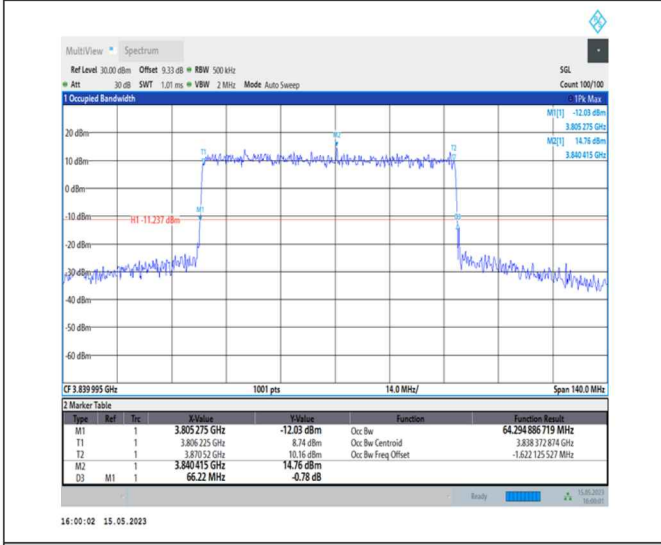 MultiView Spectrum
Ref Level 30.00 dBm Offset 9.33 dB RBW 500 kHz SGL
Att 30 dB SWT 1.01 ms VBW 2 MHz Mode Auto Sweep Count 100/100
1 Occupied Bandwidth 1Pk Max
M1[1] -12.03 dBm
3.805 275 GHz
M2[1] 14.76 dBm
3.840 415 GHz
20 dBm
M2
T1
T2
10 dBm
0 dBm
M1
-10 dBm
H1 -11.237 dBm
D3
-20 dBm
-30 dBm
-40 dBm
-50 dBm
-60 dBm
CF 3.839 995 GHz 1001 pts 14.0 MHz/ Span 140.0 MHz
2 Marker Table
Type Ref Trc X-Value Y-Value Function Function Result
M1 1 3.805 275 GHz -12.03 dBm Occ Bw 64.294 886 719 MHz
T1 1 3.806 225 GHz 8.74 dBm Occ Bw Centroid 3.838 372 874 GHz
T2 1 3.870 52 GHz 10.16 dBm Occ Bw Freq Offset -1.622 125 527 MHz
M2 1 3.840 415 GHz 14.76 dBm
D3 M1 1 66.22 MHz -0.78 dB
Ready 15.05.2023
16:00:01
16:00:02 15.05.2023